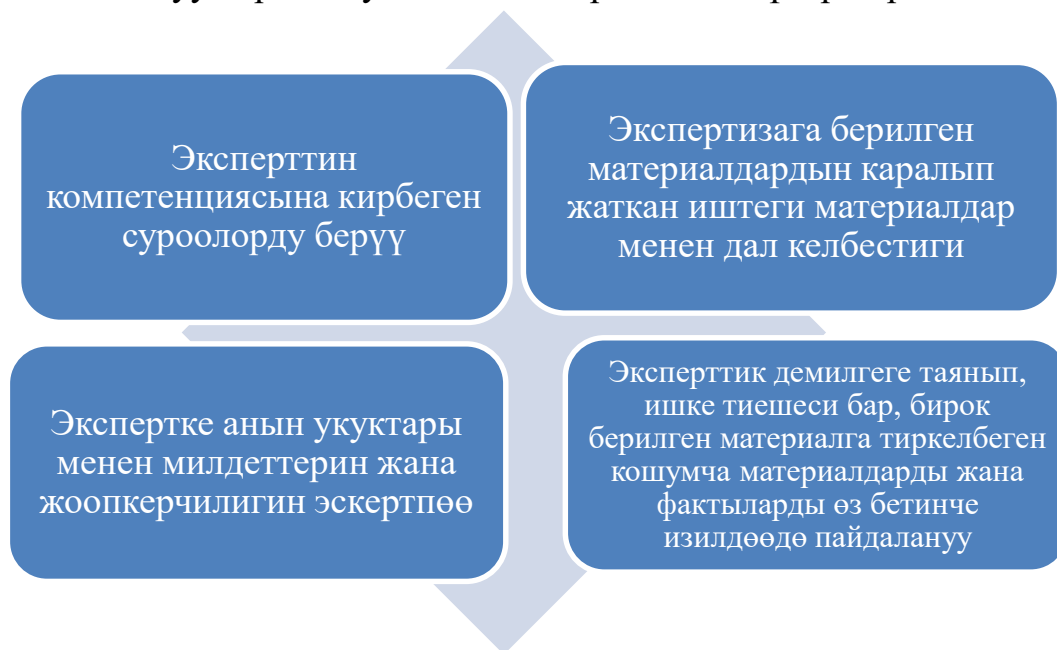 Эксперттин
компетенциясына кирбеген
суроолорду берүү
Экспертизага берилген
материалдардын каралып
жаткан иштеги материалдар
менен дал келбестиги
Экспертке анын укуктары
менен милдеттерин жана
жоопкерчилигин эскертпөө
Эксперттик демилгеге таянып,
ишке тиешеси бар, бирок
берилген материалга тиркелбеген
кошумча материалдарды жана
фактыларды өз бетинче
изилдөөдө пайдалануу